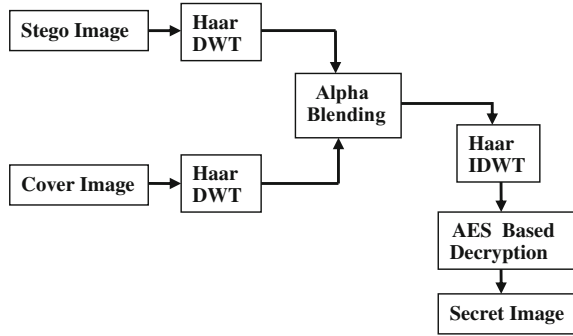 Stego Image
Haar
DWT
Alpha
Blending
Haar
IDWT
Cover Image
Haar
DWT
AES Based
Decryption
Secret Image